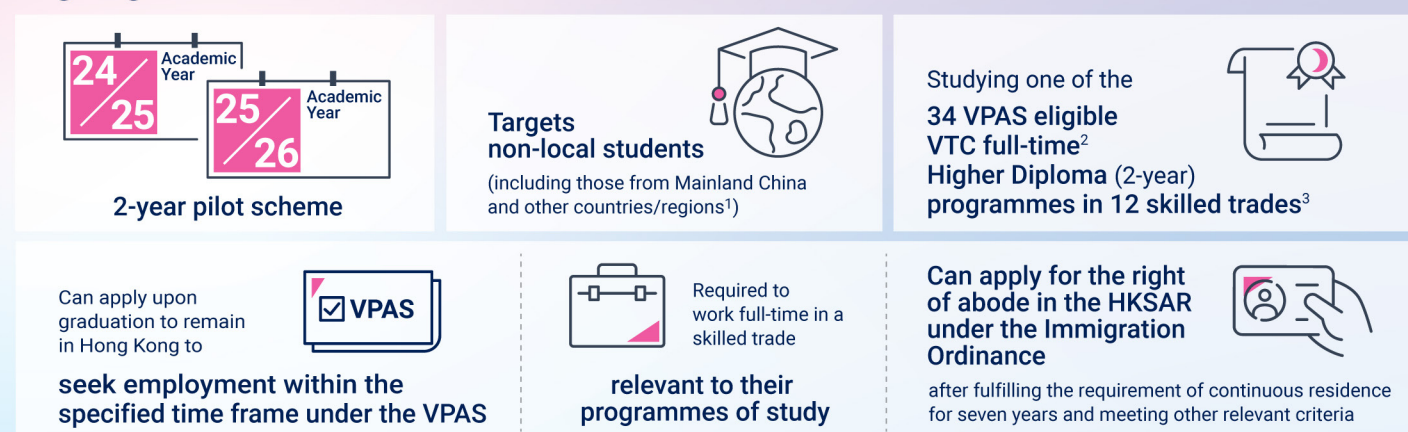 24
25
Academic
Year
25
26
Academic
Year
2-year pilot scheme
Targets
non-local students
(including those from Mainland China
and other countries/regions¹)
Studying one of the
34 VPAS eligible
VTC full-time²
Higher Diploma (2-year)
programmes in 12 skilled trades³
Can apply upon
graduation to remain
in Hong Kong to
VPAS
seek employment within the
specified time frame under the VPAS
Required to
work full-time in a
skilled trade
relevant to their
programmes of study
Can apply for the right
of abode in the HKSAR
under the Immigration
Ordinance
after fulfilling the requirement of continuous residence
for seven years and meeting other relevant criteria